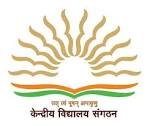 तत् त्वं पूषन् अपावृणु
केन्द्रीय विद्यालय संगठन